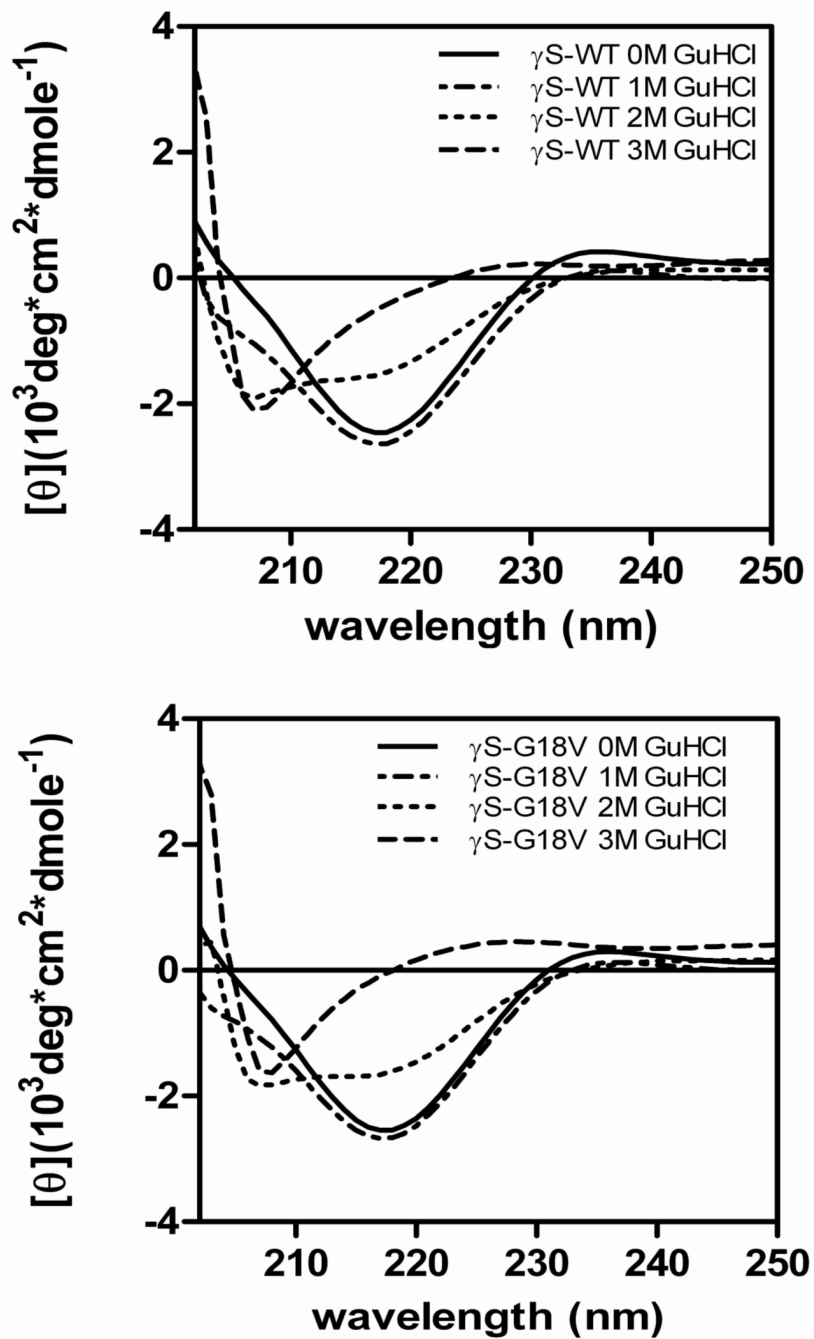 4
2
0
-2
-4
[θ](10³deg*cm²*dmole⁻¹)
γS-WT 0M GuHCl
γS-WT 1M GuHCl
γS-WT 2M GuHCl
γS-WT 3M GuHCl
210 220 230 240 250
wavelength (nm)
4
2
0
-2
-4
[θ](10³deg*cm²*dmole⁻¹)
γS-G18V 0M GuHCl
γS-G18V 1M GuHCl
γS-G18V 2M GuHCl
γS-G18V 3M GuHCl
210 220 230 240 250
wavelength (nm)